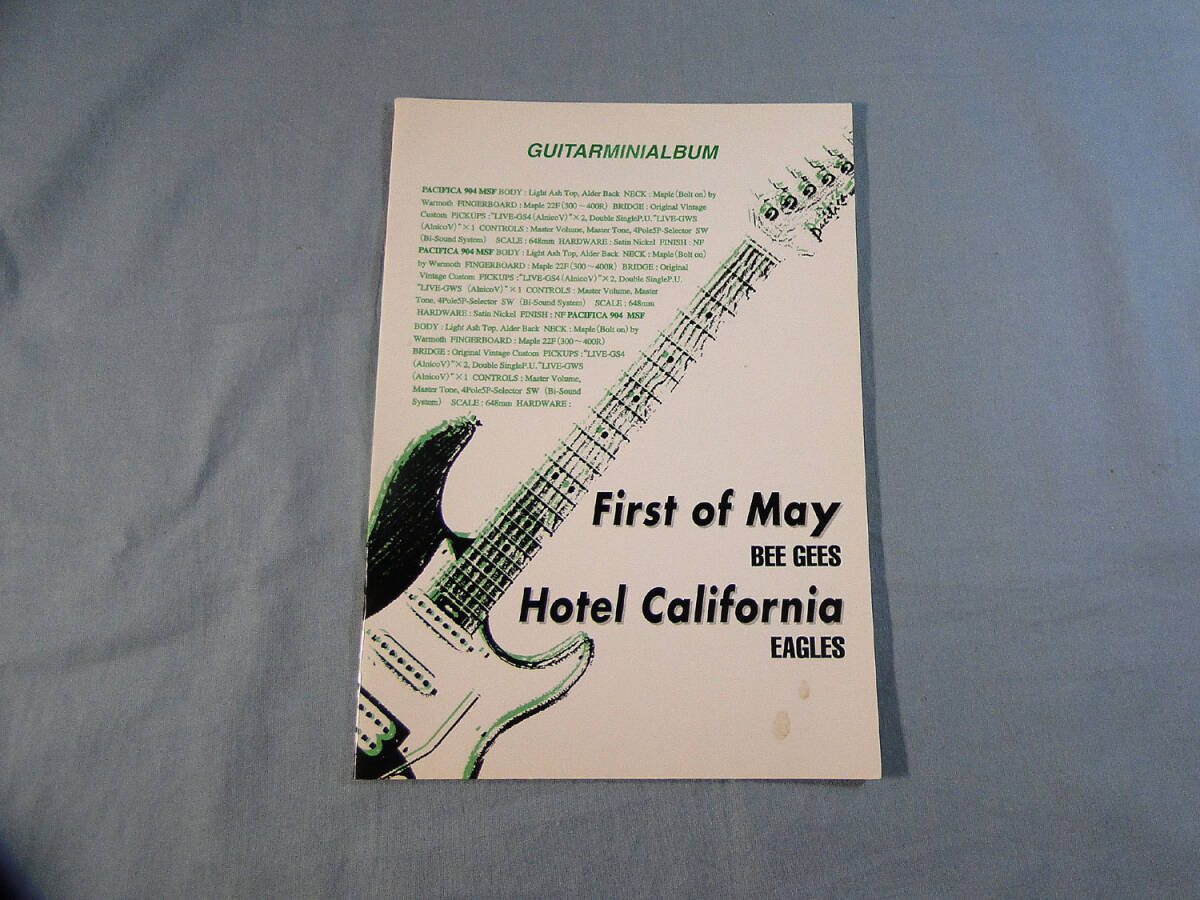 GUITARMINIALBUM
PACIFICA 904 MSF BODY : Light Ash Top, Alder Back NECK : Maple (Bolt on) by
Warmoth FINGERBOARD : Maple 22F (300～400R) BRIDGE : Original Vintage
Custom PICKUPS : "LIVE-GS4 (AlnicoV)"×2, Double SingleP.U. "LIVE-GWS
(AlnicoV)"×1 CONTROLS : Master Volume, Master Tone, 4Pole5P-Selector SW
(Bi-Sound System) SCALE : 648mm HARDWARE : Satin Nickel FINISH : NF
PACIFICA 904 MSF BODY : Light Ash Top, Alder Back NECK : Maple (Bolt on)
by Warmoth FINGERBOARD : Maple 22F (300～400R) BRIDGE : Original
Vintage Custom PICKUPS : "LIVE-GS4 (AlnicoV)"×2, Double SingleP.U.
"LIVE-GWS (AlnicoV)"×1 CONTROLS : Master Volume, Master
Tone, 4Pole5P-Selector SW (Bi-Sound System) SCALE : 648mm
HARDWARE : Satin Nickel FINISH : NF PACIFICA 904 MSF
BODY : Light Ash Top, Alder Back NECK : Maple (Bolt on) by
Warmoth FINGERBOARD : Maple 22F (300～400R)
BRIDGE : Original Vintage Custom PICKUPS : "LIVE-GS4
(AlnicoV)"×2, Double SingleP.U. "LIVE-GWS
(AlnicoV)"×1 CONTROLS : Master Volume,
Master Tone, 4Pole5P-Selector SW (Bi-Sound
System) SCALE : 648mm HARDWARE :
Pacifica
First of May
BEE GEES
Hotel California
EAGLES